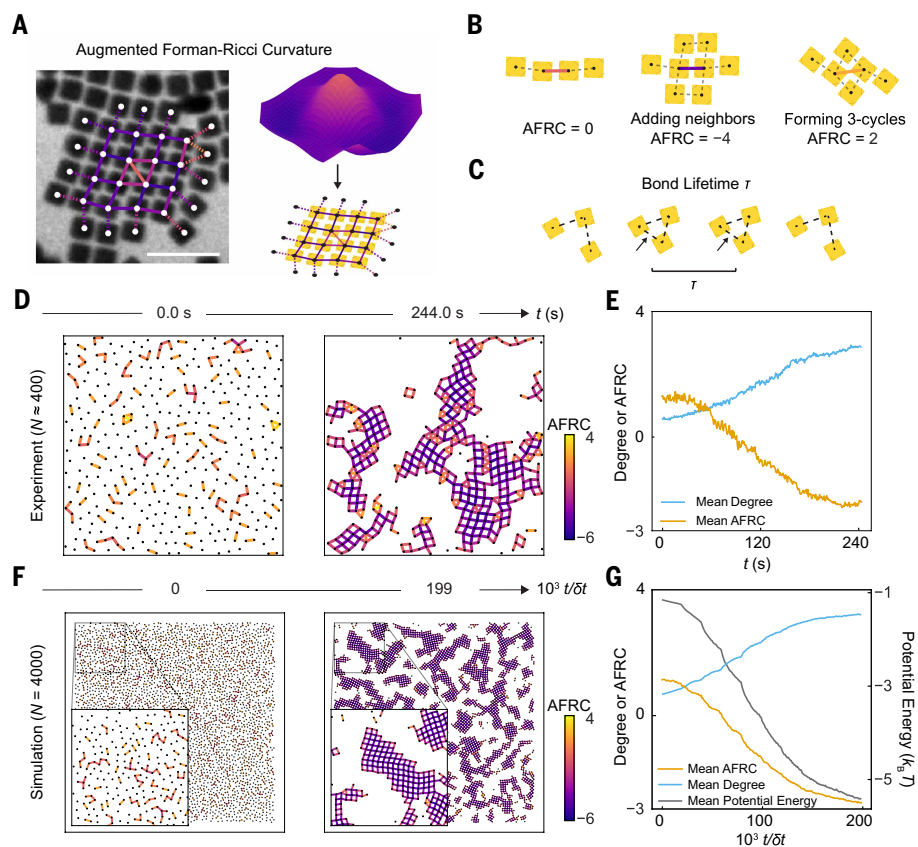 A
Augmented Forman-Ricci Curvature
B
AFRC = 0
Adding neighbors
AFRC = −4
Forming 3-cycles
AFRC = 2
C
Bond Lifetime τ
τ
D
0.0 s
244.0 s
t (s)
Experiment (N ≈ 400)
AFRC
4
−6
E
Degree or AFRC
4
0
−3
Mean Degree
Mean AFRC
0
120
240
t (s)
F
0
199
10³ t/δt
Simulation (N = 4000)
AFRC
4
−6
G
Degree or AFRC
4
0
−3
−1
−3
−5
Potential Energy (k_B T)
Mean AFRC
Mean Degree
Mean Potential Energy
0
100
200
10³ t/δt